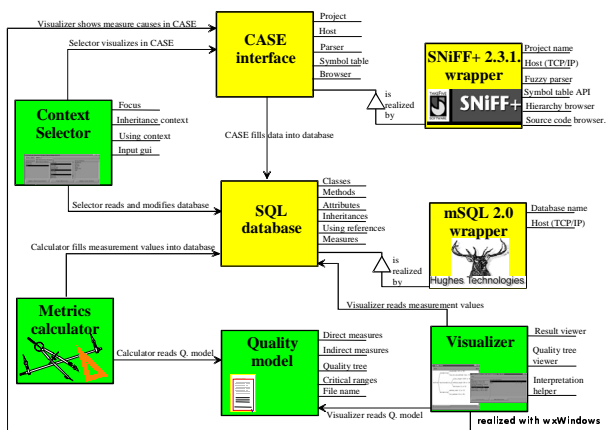 Visualizer shows measure causes in CASE
Selector visualizes in CASE
CASE
interface
Project
Host
Parser
Symbol table
Browser
is
realized
by
SNiFF+ 2.3.1.
wrapper
SNiFF+
Project name
Host (TCP/IP)
Fuzzy parser
Symbol table API
Hierarchy browser
Source code browser.
Context
Selector
Focus
Inheritance context
Using context
Input gui
CASE fills data into database
Selector reads and modifies database
SQL
database
Classes
Methods
Attributes
Inheritances
Using references
Measures
is
realized
by
mSQL 2.0
wrapper
Hughes Technologies
Database name
Host (TCP/IP)
Calculator fills measurement values into database
Visualizer reads measurement values
Metrics
calculator
Calculator reads Q. model
Quality
model
Direct measures
Indirect measures
Quality tree
Critical ranges
File name
Visualizer reads Q. model
Visualizer
Result viewer
Quality tree
viewer
Interpretation
helper
realized with wxWindows